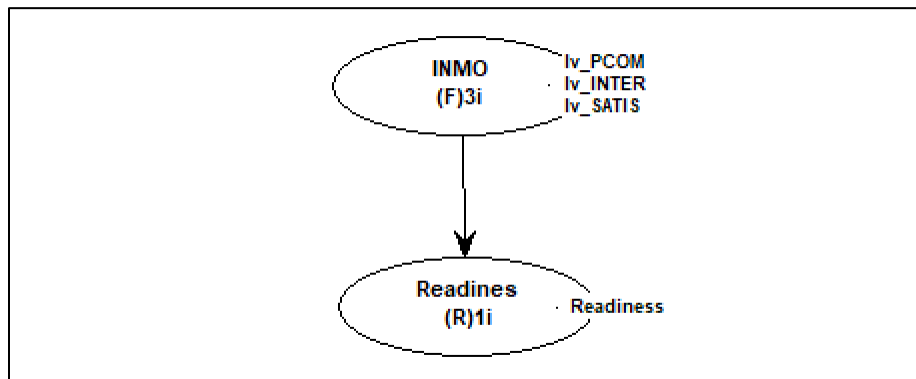 INMO
(F)3i
lv_PCOM
lv_INTER
lv_SATIS
Readines
(R)1i
Readiness